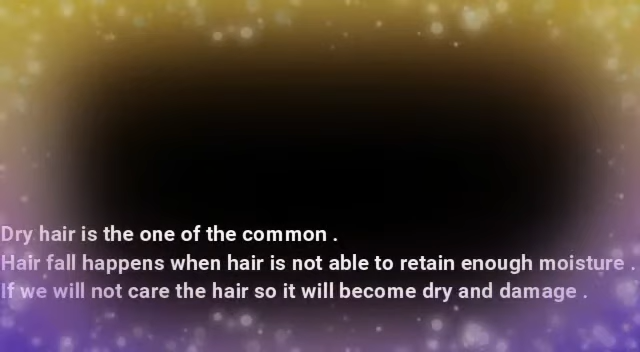 Dry hair is the one of the common .
Hair fall happens when hair is not able to retain enough moisture .
If we will not care the hair so it will become dry and damage .